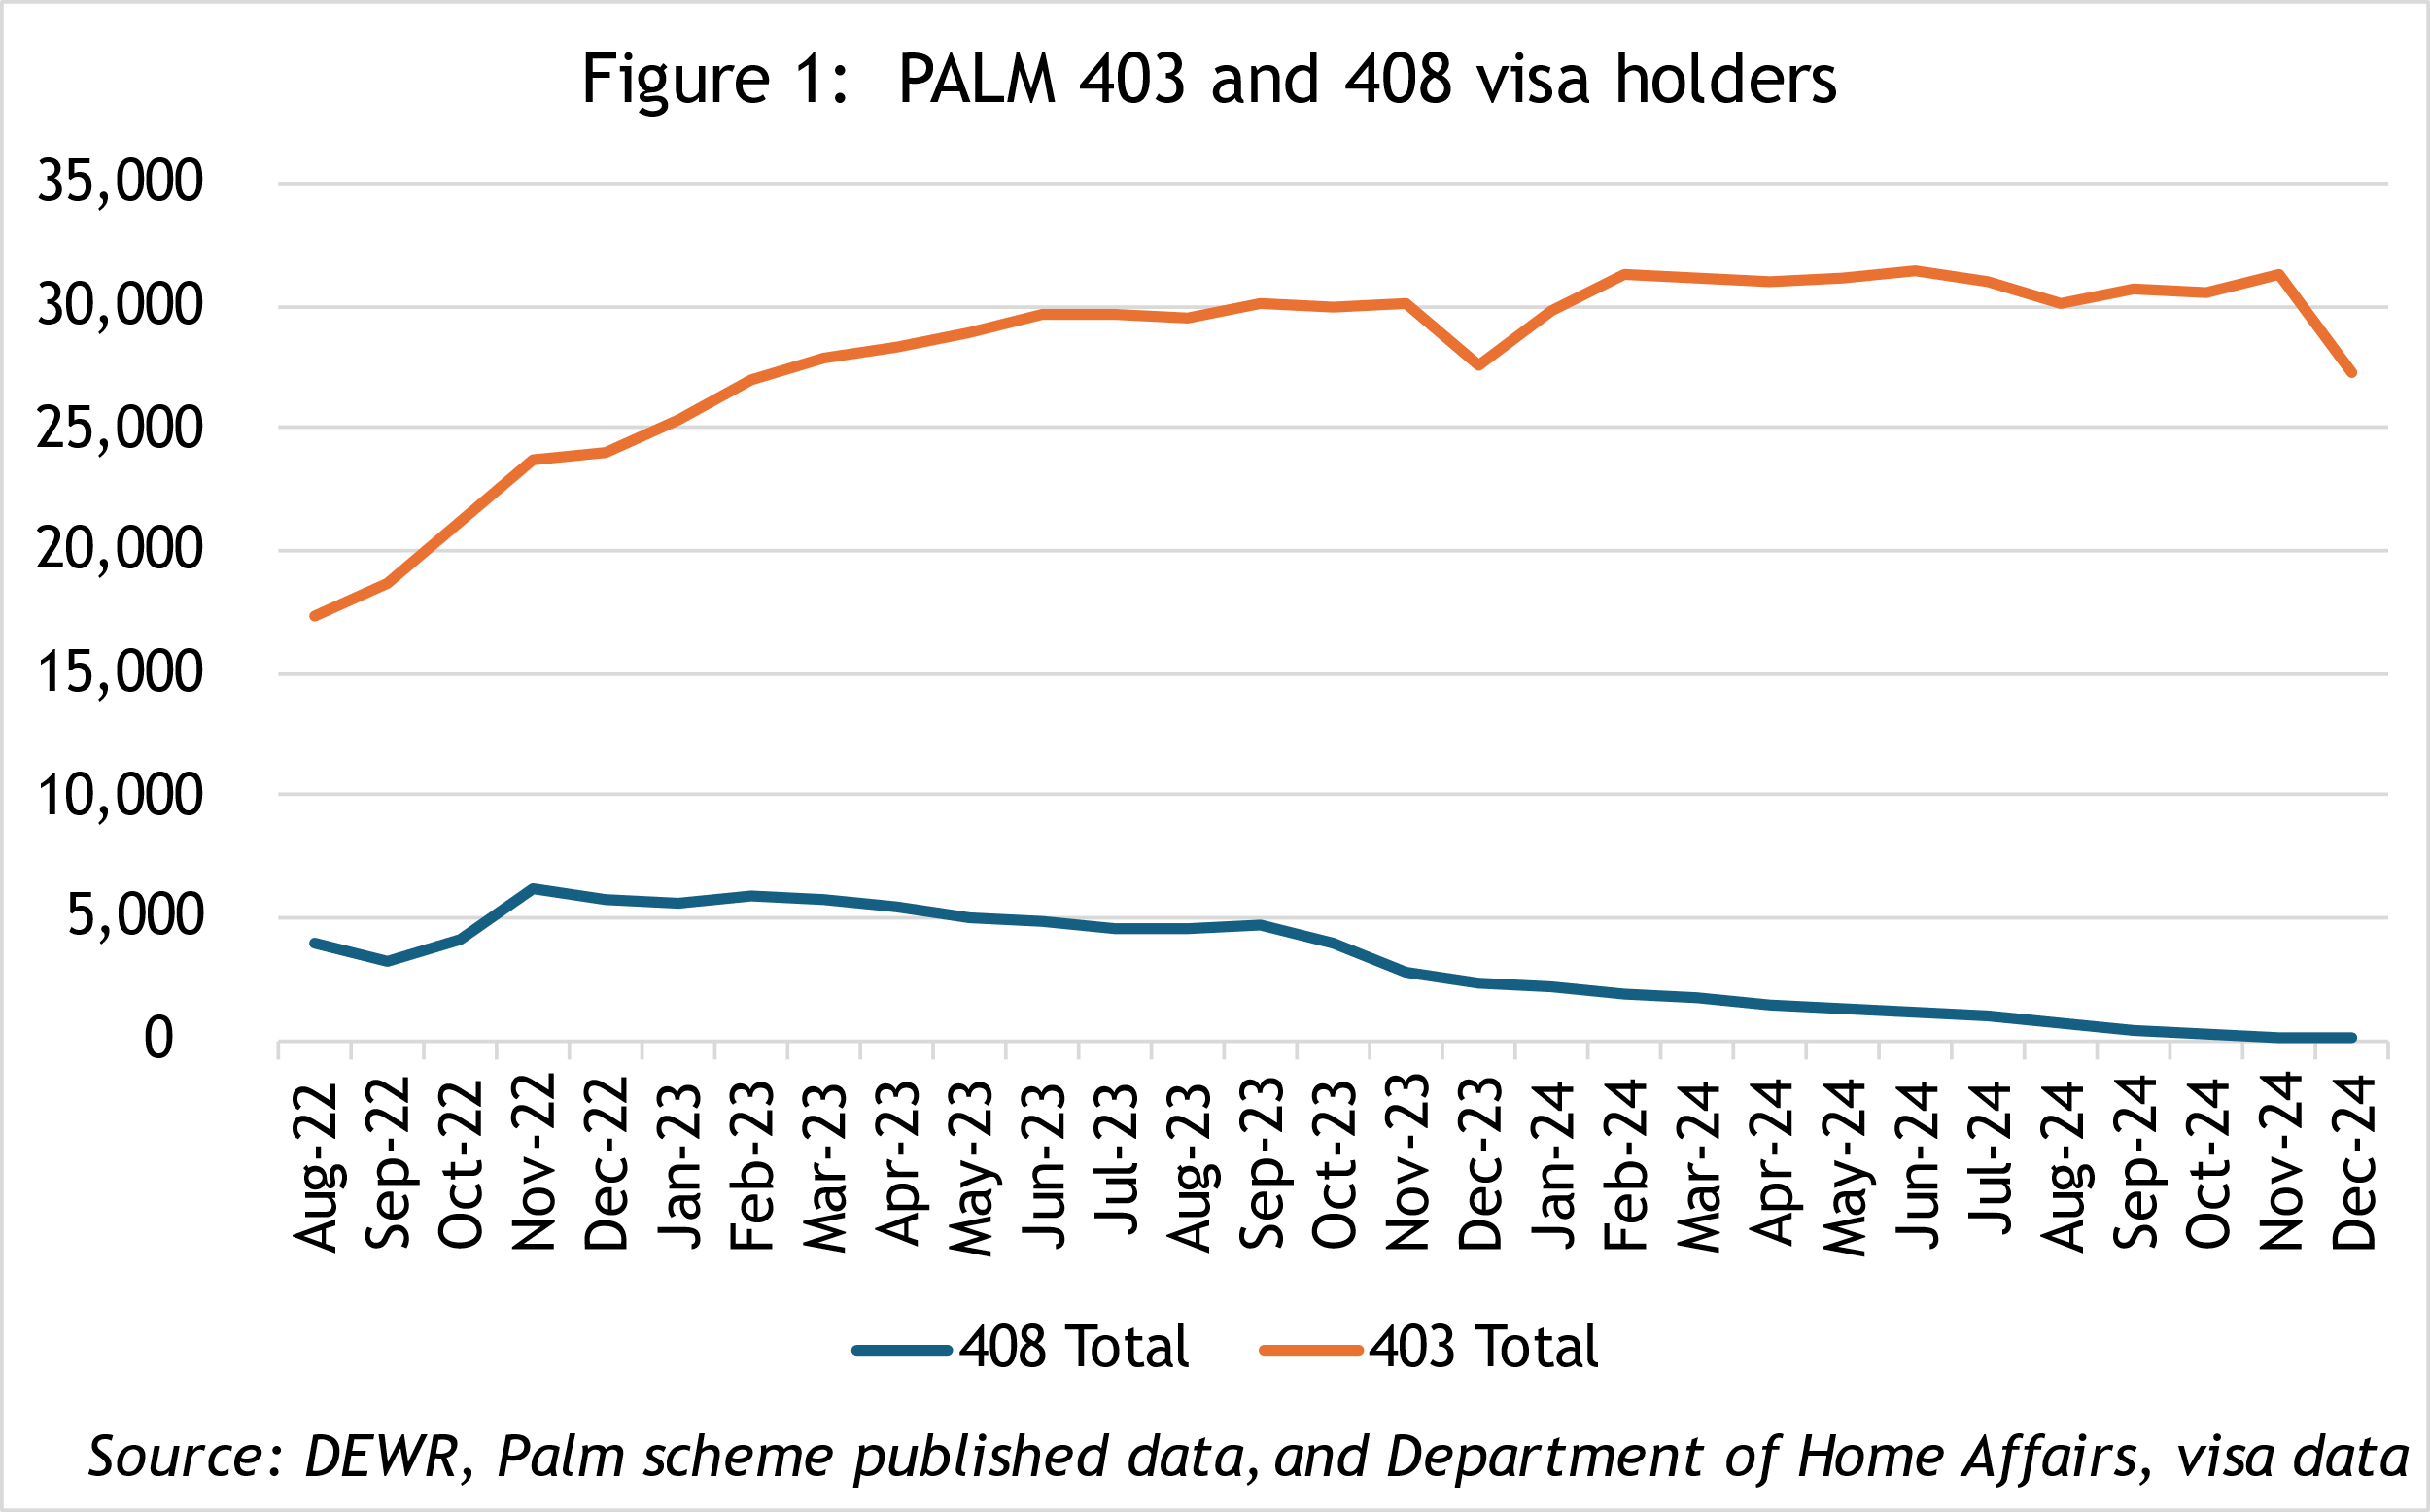 Figure 1: PALM 403 and 408 visa holders
35,000
30,000
25,000
20,000
15,000
10,000
5,000
0
Aug-22
Sep-22
Oct-22
Nov-22
Dec-22
Jan-23
Feb-23
Mar-23
Apr-23
May-23
Jun-23
Jul-23
Aug-23
Sep-23
Oct-23
Nov-23
Dec-23
Jan-24
Feb-24
Mar-24
Apr-24
May-24
Jun-24
Jul-24
Aug-24
Sep-24
Oct-24
Nov-24
Dec-24
408 Total 403 Total
Source: DEWR, Palm scheme published data, and Department of Home Affairs, visa data